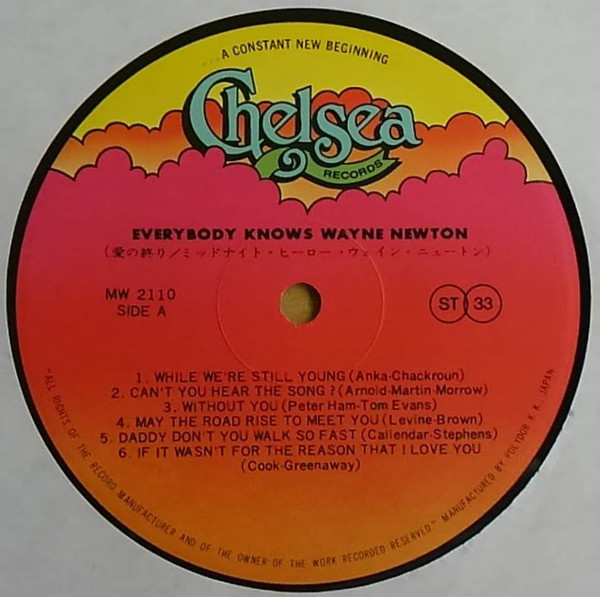 ...A CONSTANT NEW BEGINNING
Chelsea
RECORDS
EVERYBODY KNOWS WAYNE NEWTON
(愛の終り/ミッドナイト・ヒーロー・ウェイン・ニュートン)
MW 2110
SIDE A
ST 33
1. WHILE WE'RE STILL YOUNG (Anka-Chackroun)
2. CAN'T YOU HEAR THE SONG? (Arnold-Martin-Morrow)
3. WITHOUT YOU (Peter Ham-Tom Evans)
4. MAY THE ROAD RISE TO MEET YOU (Levine-Brown)
5. DADDY DON'T YOU WALK SO FAST (Callendar-Stephens)
6. IF IT WASN'T FOR THE REASON THAT I LOVE YOU
(Cook-Greenaway)
"ALL RIGHTS OF THE RECORD MANUFACTURER AND OF THE OWNER OF THE WORK RECORDED RESERVED." MANUFACTURED BY POLYDOR K.K. JAPAN